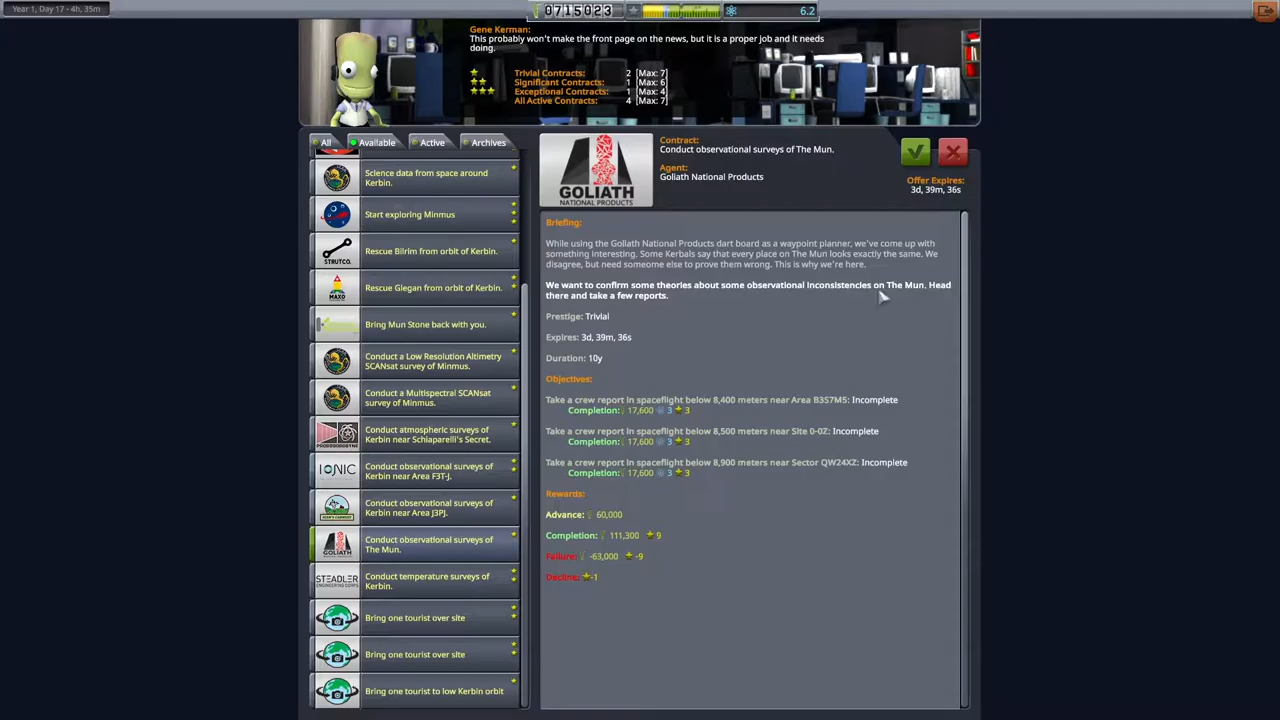 Year 1, Day 17 - 4h, 35m
0715023
6.2
Gene Kerman:
This probably won't make the front page on the news, but it is a proper job and it needs
doing.
Trivial Contracts: 2 [Max: 7]
Significant Contracts: 1 [Max: 6]
Exceptional Contracts: 1 [Max: 4]
All Active Contracts: 4 [Max: 7]
All
Available
Active
Archives
Science data from space around
Kerbin.
Start exploring Minmus
STRUTCO.
Rescue Bilrim from orbit of Kerbin.
MAXO
Rescue Glegan from orbit of Kerbin.
Bring Mun Stone back with you.
Conduct a Low Resolution Altimetry
SCANsat survey of Minmus.
Conduct a Multispectral SCANsat
survey of Minmus.
Conduct atmospheric surveys of
Kerbin near Schiaparelli's Secret.
IONIC
Conduct observational surveys of
Kerbin near Area F3T-J.
Conduct observational surveys of
Kerbin near Area J3PJ.
GOLIATH
Conduct observational surveys of
The Mun.
STEADLER
Conduct temperature surveys of
Kerbin.
Bring one tourist over site
Bring one tourist over site
Bring one tourist to low Kerbin orbit
GOLIATH
NATIONAL PRODUCTS
Contract:
Conduct observational surveys of The Mun.
Agent:
Goliath National Products
Offer Expires:
3d, 39m, 36s
Briefing:
While using the Goliath National Products dart board as a waypoint planner, we've come up with
something interesting. Some Kerbals say that every place on The Mun looks exactly the same. We
disagree, but need someone else to prove them wrong. This is why we're here.
We want to confirm some theories about some observational inconsistencies on The Mun. Head
there and take a few reports.
Prestige: Trivial
Expires: 3d, 39m, 36s
Duration: 10y
Objectives:
Take a crew report in spaceflight below 8,400 meters near Area B3S7M5: Incomplete
Completion: 17,600 3 3
Take a crew report in spaceflight below 8,500 meters near Site 0-0Z: Incomplete
Completion: 17,600 3 3
Take a crew report in spaceflight below 8,900 meters near Sector QW24XZ: Incomplete
Completion: 17,600 3 3
Rewards:
Advance: 60,000
Completion: 111,300 9
Failure: -63,000 -9
Decline: -1